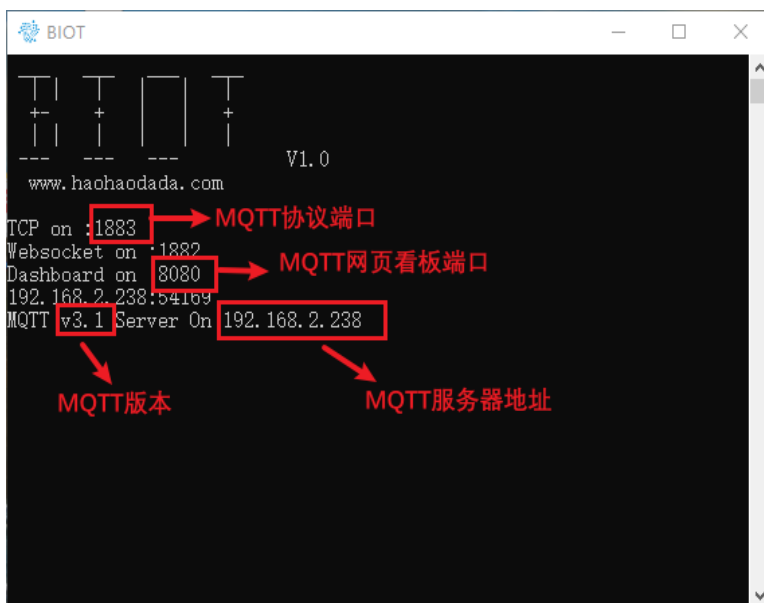 BIOT
BIOT
V1.0
www.haohaodada.com
TCP on :1883
MQTT协议端口
Websocket on :1882
Dashboard on 8080
MQTT网页看板端口
192.168.2.238:54169
MQTT v3.1 Server On 192.168.2.238
MQTT版本
MQTT服务器地址